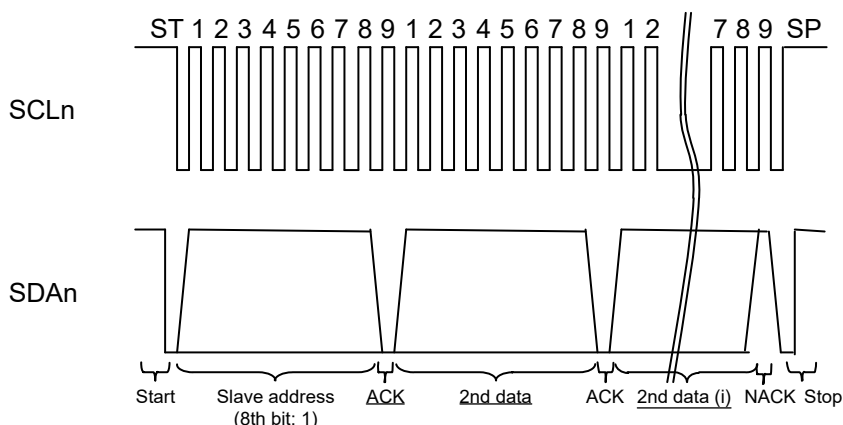 ST 1 2 3 4 5 6 7 8 9 1 2 3 4 5 6 7 8 9 1 2 7 8 9 SP
SCLn
SDAn
Start Slave address ACK 2nd data ACK 2nd data (i) NACK Stop
(8th bit: 1)